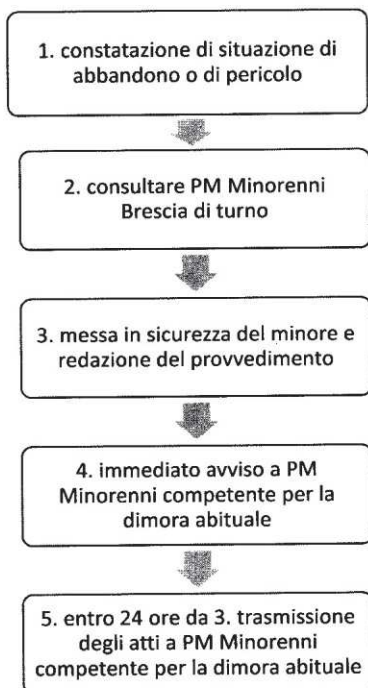 1. constatazione di situazione di
abbandono o di pericolo
2. consultare PM Minorenni
Brescia di turno
3. messa in sicurezza del minore e
redazione del provvedimento
4. immediato avviso a PM
Minorenni competente per la
dimora abituale
5. entro 24 ore da 3. trasmissione
degli atti a PM Minorenni
competente per la dimora abituale